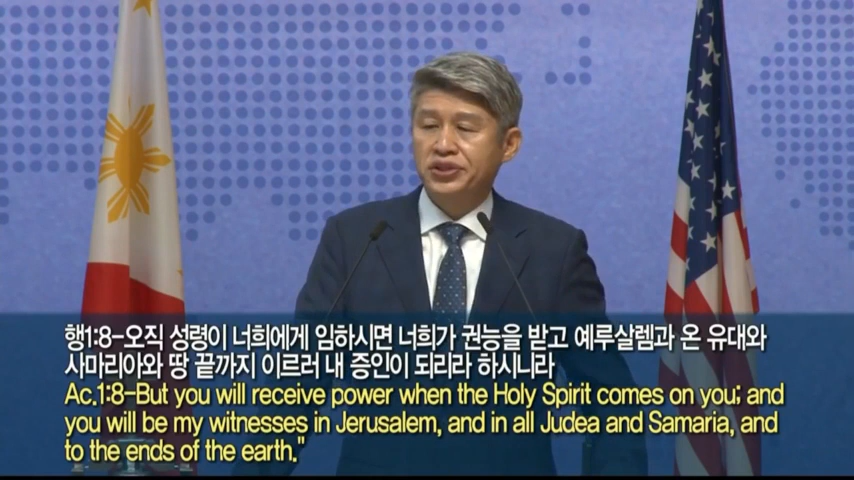 행1:8-오직 성령이 너희에게 임하시면 너희가 권능을 받고 예루살렘과 온 유대와
사마리아와 땅 끝까지 이르러 내 증인이 되리라 하시니라
Ac.1:8-But you will receive power when the Holy Spirit comes on you; and
you will be my witnesses in Jerusalem, and in all Judea and Samaria, and
to the ends of the earth."